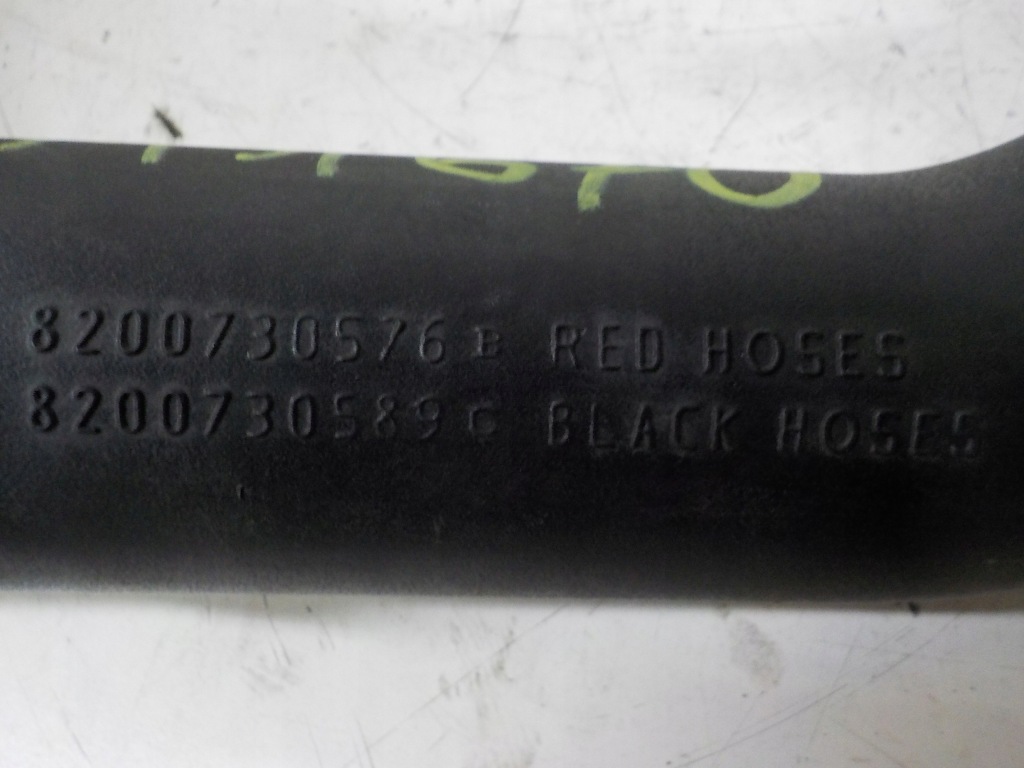 8200730576 B RED HOSES
8200730589 C BLACK HOSES